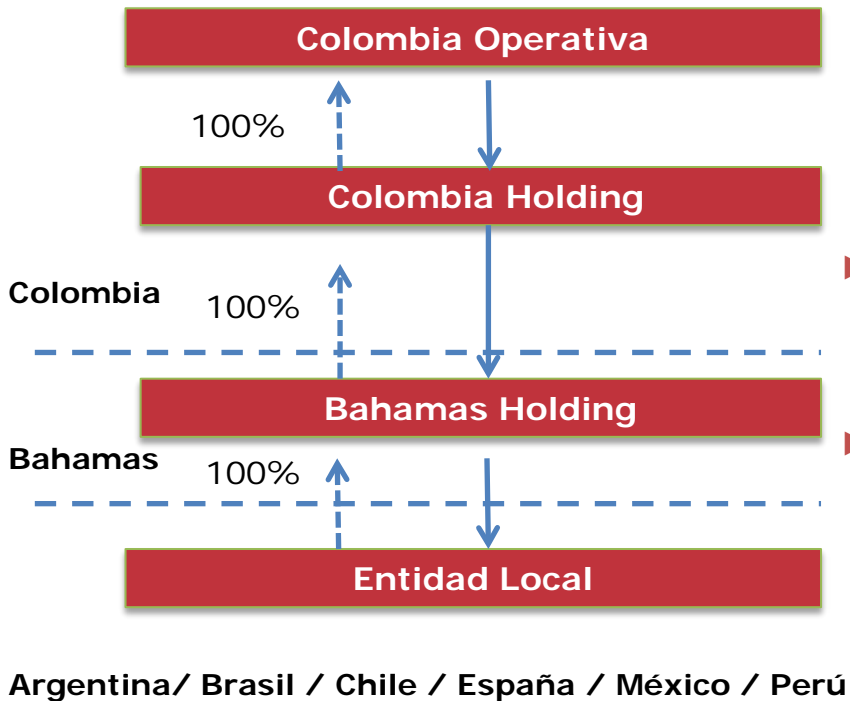 Colombia Operativa
100%
Colombia Holding
Colombia
100%
Bahamas Holding
Bahamas
100%
Entidad Local
Argentina/ Brasil / Chile / España / México / Perú